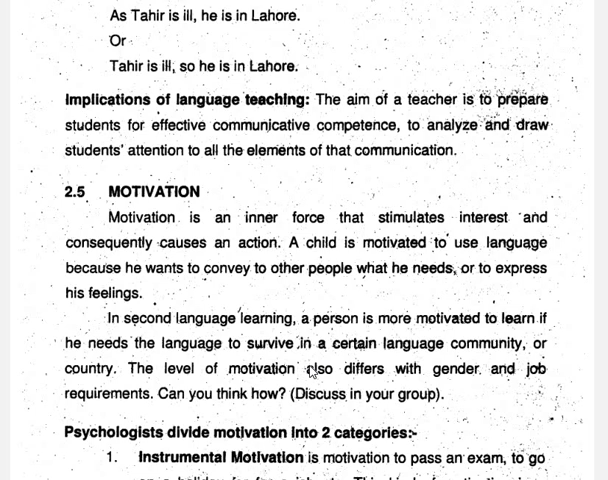 As Tahir is ill, he is in Lahore.
Or
Tahir is ill, so he is in Lahore.
Implications of language teaching: The aim of a teacher is to prepare
students for effective communicative competence, to analyze and draw
students' attention to all the elements of that communication.
2.5 MOTIVATION
Motivation is an inner force that stimulates interest and
consequently causes an action. A child is motivated to use language
because he wants to convey to other people what he needs, or to express
his feelings.
In second language learning, a person is more motivated to learn if
he needs the language to survive in a certain language community, or
country. The level of motivation also differs with gender and job
requirements. Can you think how? (Discuss in your group).
Psychologists divide motivation into 2 categories:-
1. Instrumental Motivation is motivation to pass an exam, to go